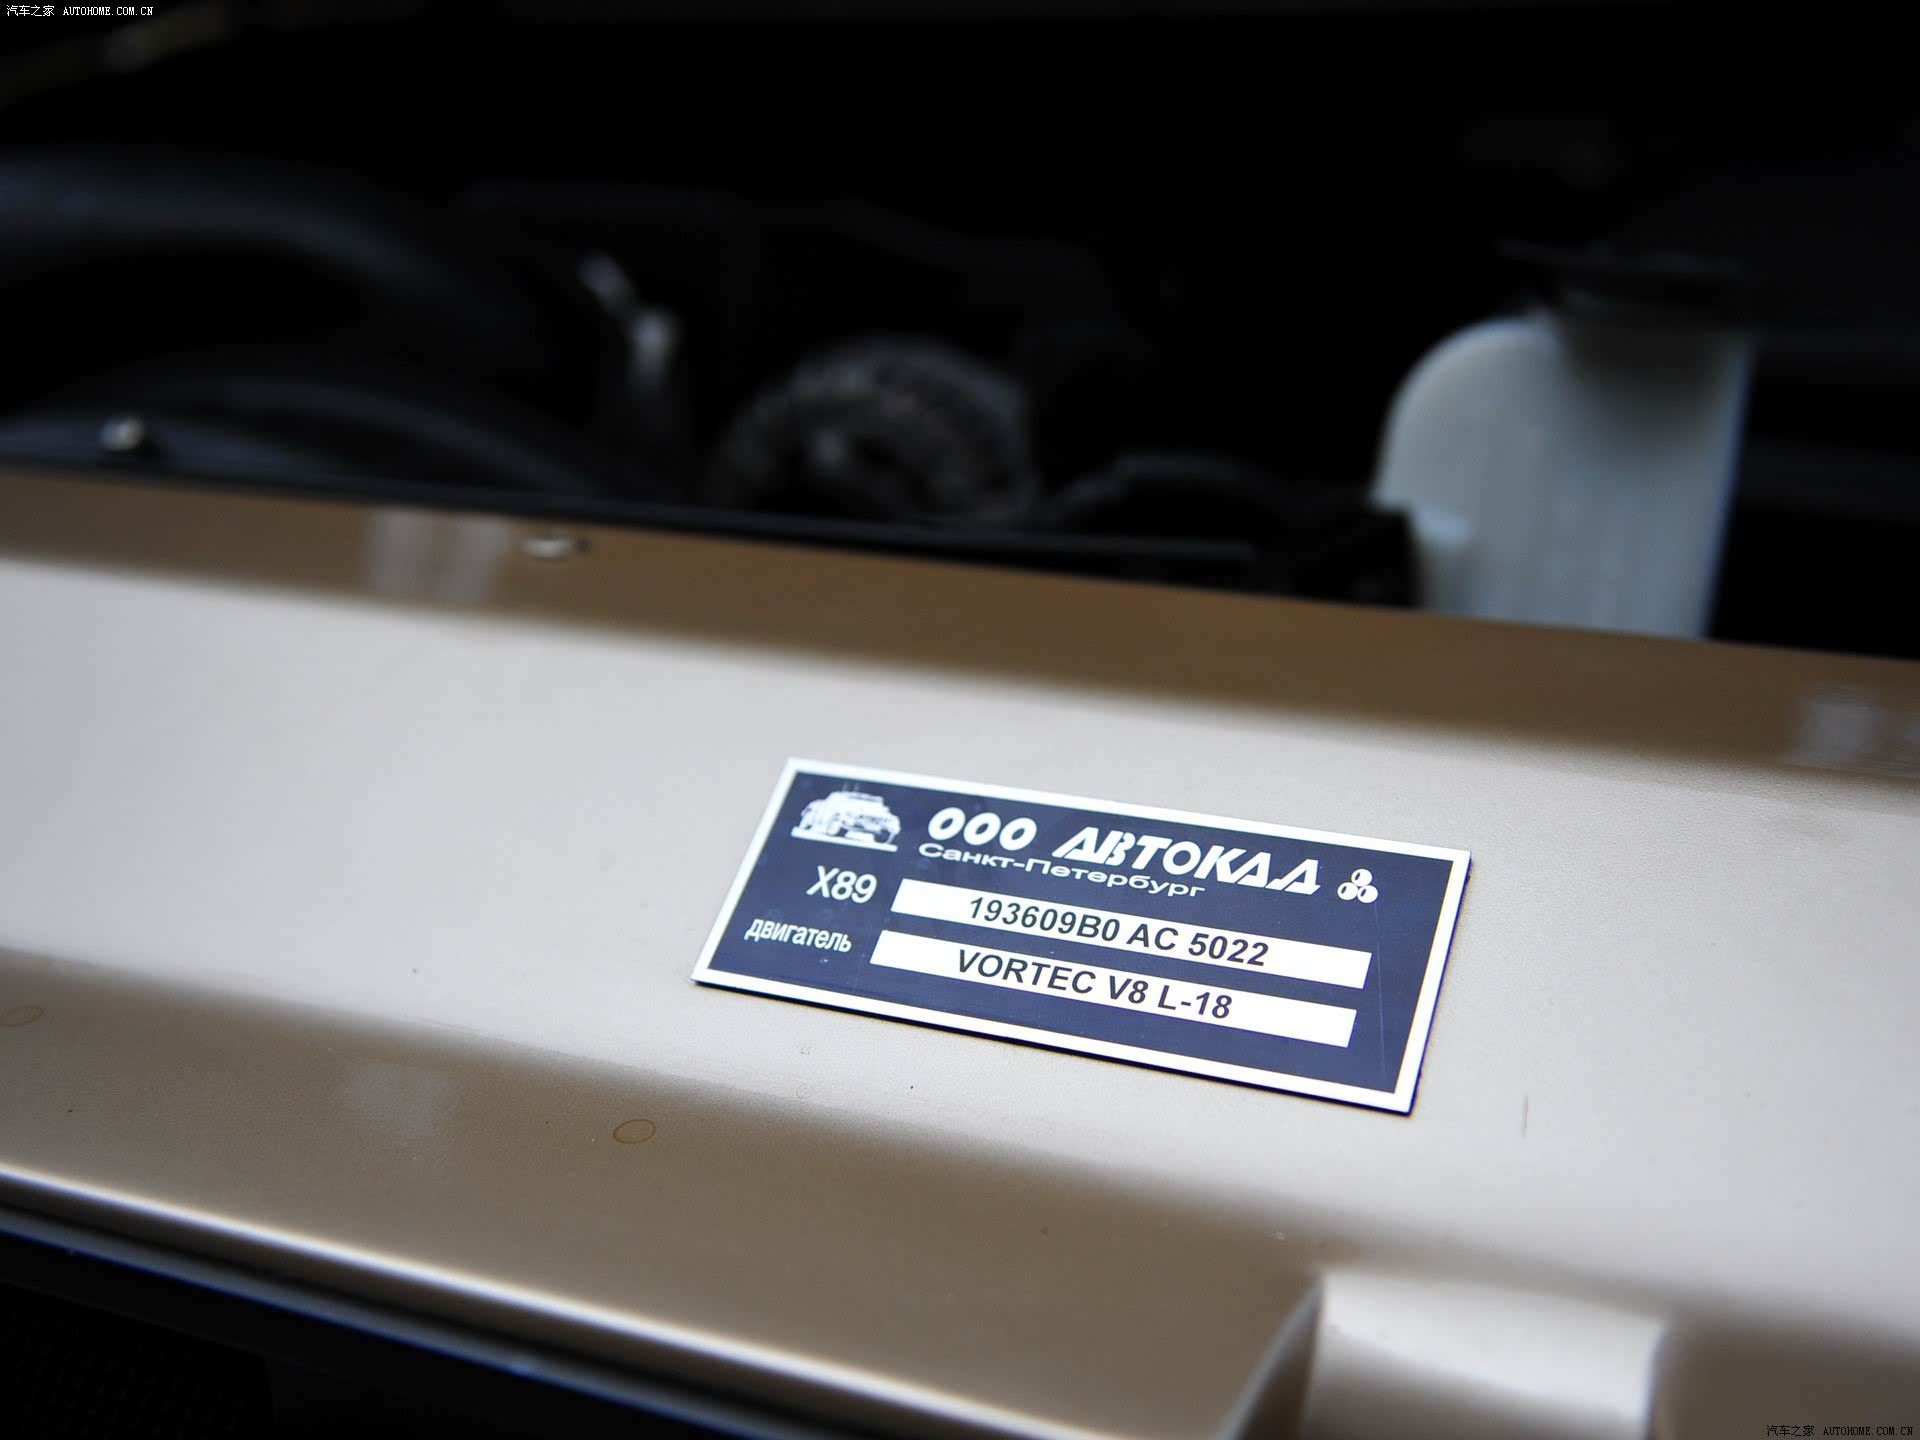 汽车之家 AUTOHOME.COM.CN
ООО АВТОКАД
Санкт-Петербург
X89 193609B0 AC 5022
двигатель VORTEC V8 L-18
汽车之家 AUTOHOME.COM.CN